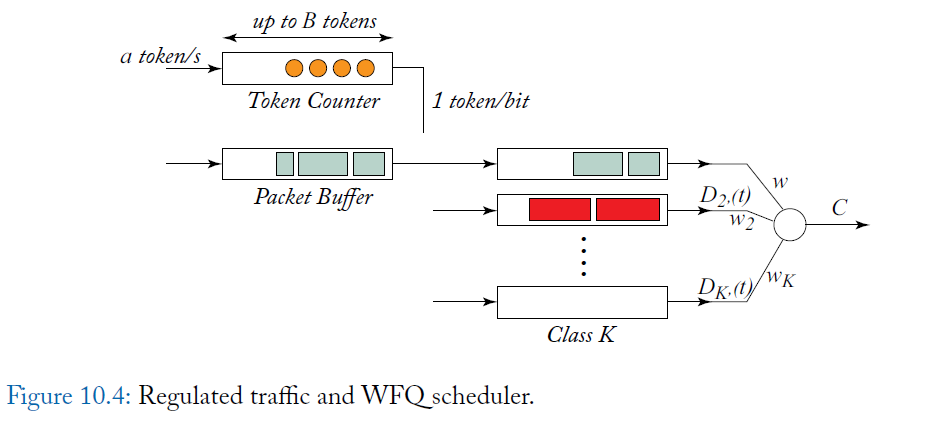 up to B tokens
a token/s
Token Counter
1 token/bit
Packet Buffer
w
D2,(t)
w2
C
DK,(t)
wK
Class K
Figure 10.4: Regulated traffic and WFQ scheduler.